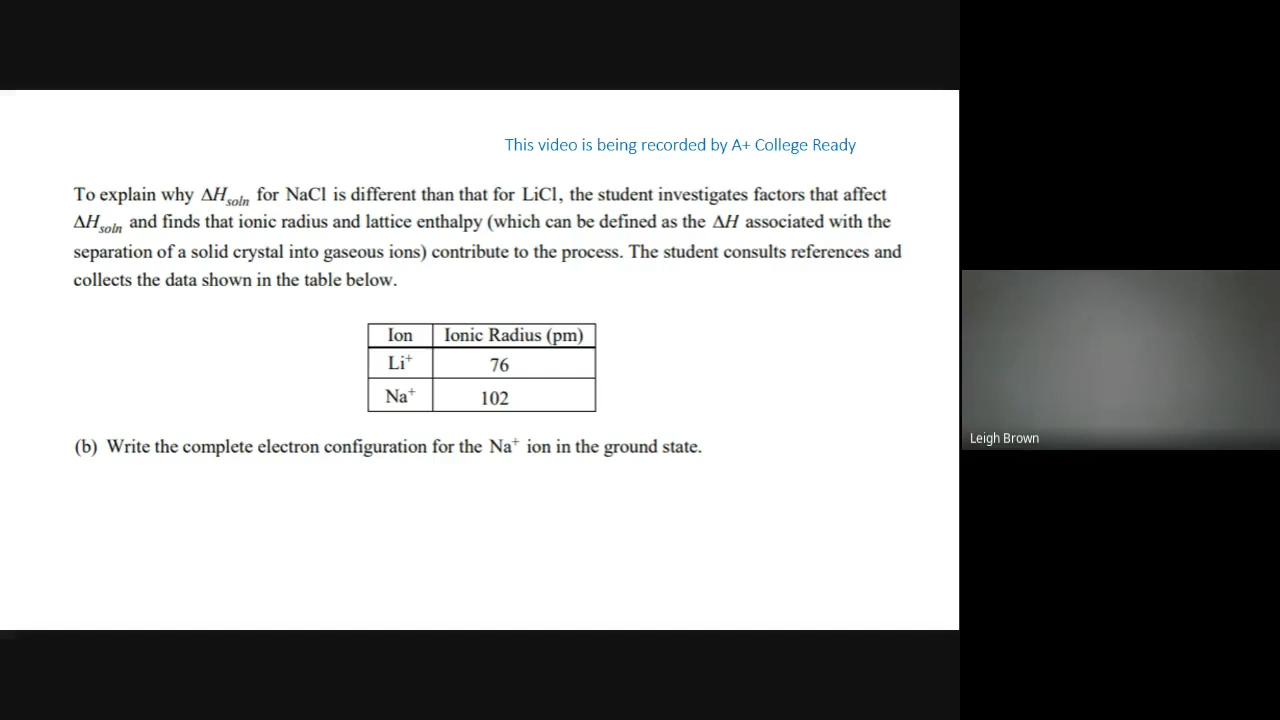 This video is being recorded by A+ College Ready
To explain why ΔHsoln for NaCl is different than that for LiCl, the student investigates factors that affect
ΔHsoln and finds that ionic radius and lattice enthalpy (which can be defined as the ΔH associated with the
separation of a solid crystal into gaseous ions) contribute to the process. The student consults references and
collects the data shown in the table below.
Ion Ionic Radius (pm)
Li⁺ 76
Na⁺ 102
(b) Write the complete electron configuration for the Na⁺ ion in the ground state.
Leigh Brown